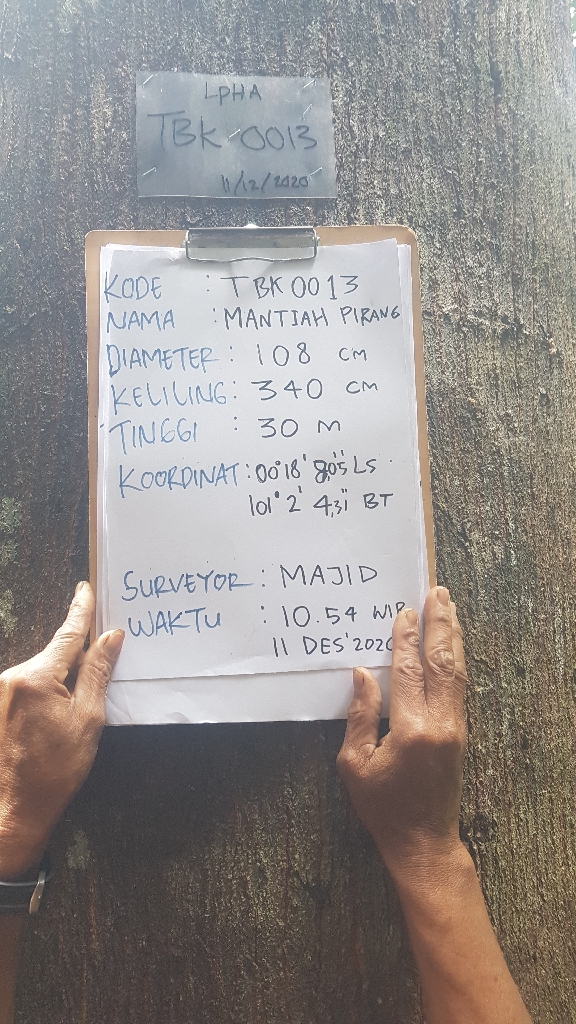 LPHA
TBK-0013
11/12/2020
KODE : TBK0013
NAMA : MANTIAH PIRANG
DIAMETER : 108 CM
KELILING : 340 CM
TINGGI : 30 M
KOORDINAT : 00°18' 8,05" LS
101° 2' 4,31" BT
SURVEYOR : MAJID
WAKTU : 10.54 WIB
11 DES'2020